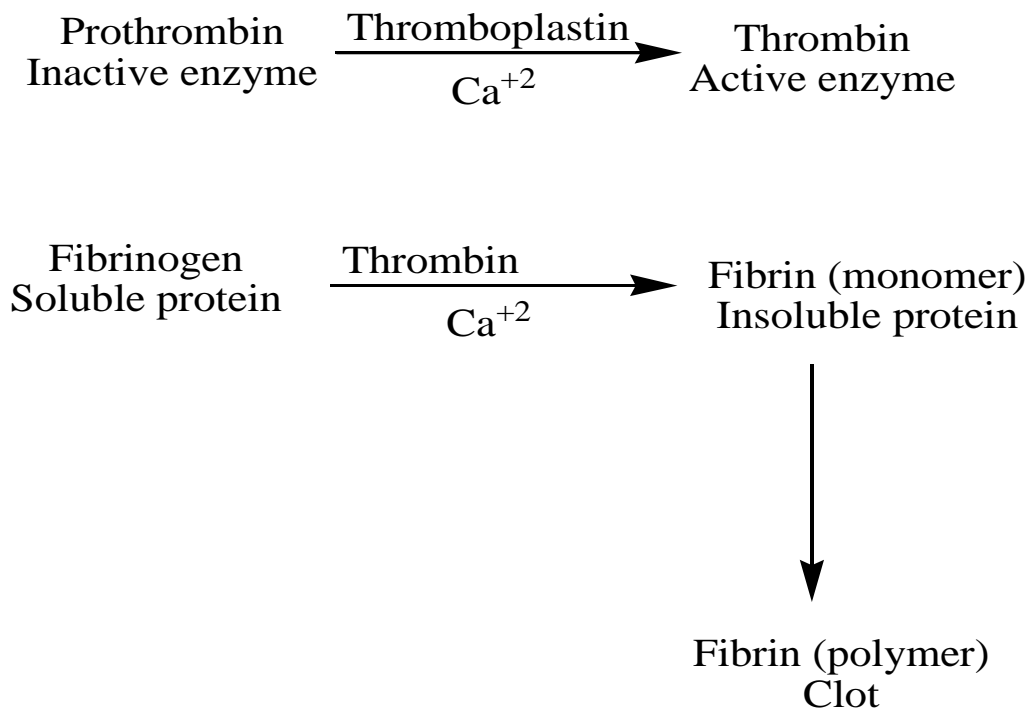 Prothrombin
Inactive enzyme
Thromboplastin
Ca+2
Thrombin
Active enzyme
Fibrinogen
Soluble protein
Thrombin
Ca+2
Fibrin (monomer)
Insoluble protein
Fibrin (polymer)
Clot